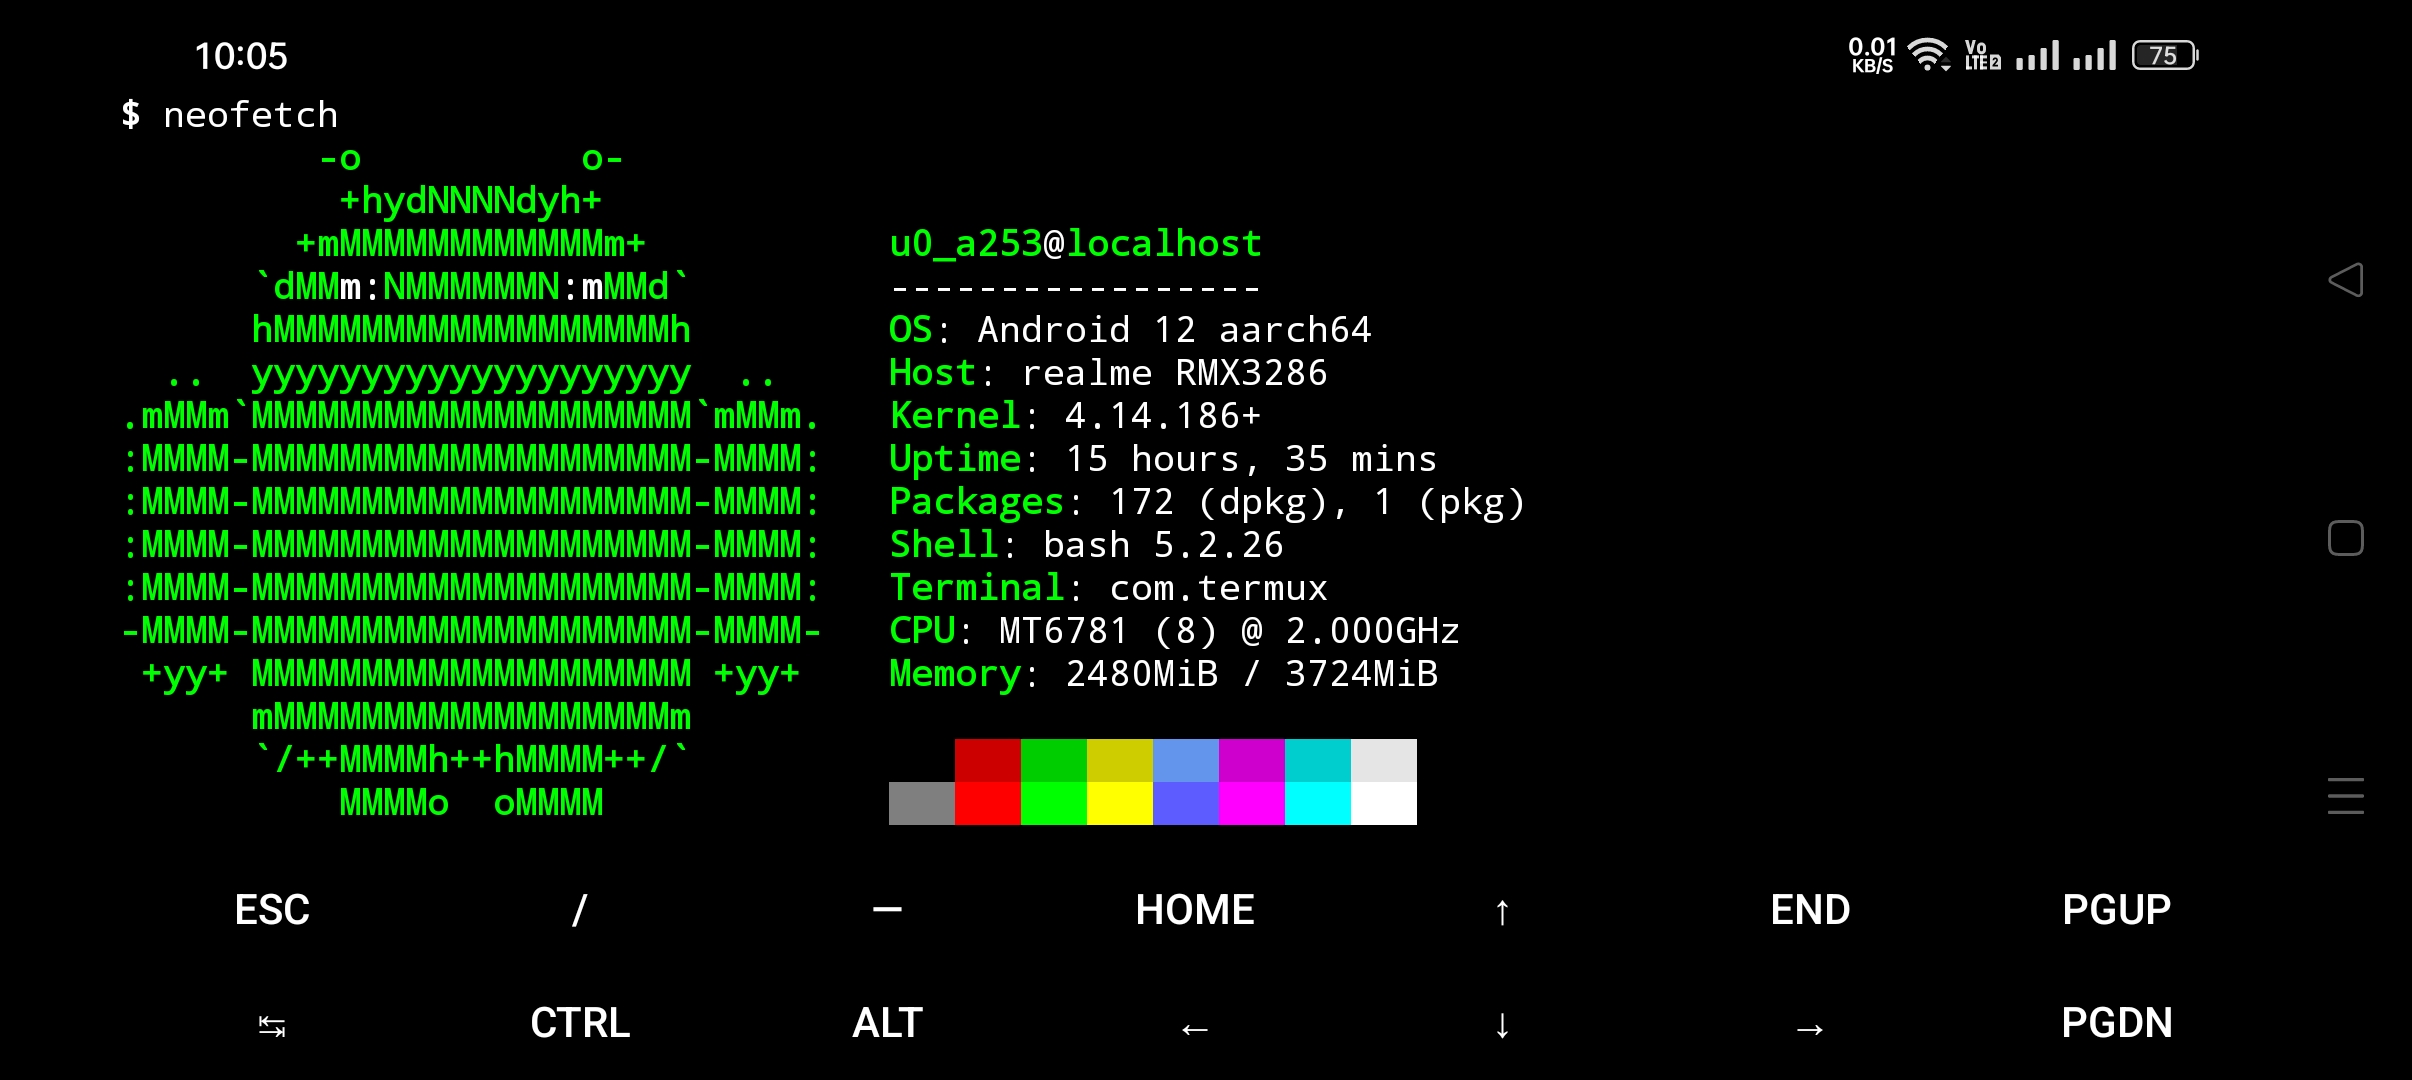 10:05
0.01 KB/S Vo LTE 2 75
$ neofetch
-o o-
+hydNNNNdyh+
+mMMMMMMMMMMMMm+
`dMMm:NMMMMMMN:mMMd`
hMMMMMMMMMMMMMMMMMMh
.. yyyyyyyyyyyyyyyyyyyy ..
.mMMm`MMMMMMMMMMMMMMMMMMMM`mMMm.
:MMMM-MMMMMMMMMMMMMMMMMMMM-MMMM:
:MMMM-MMMMMMMMMMMMMMMMMMMM-MMMM:
:MMMM-MMMMMMMMMMMMMMMMMMMM-MMMM:
:MMMM-MMMMMMMMMMMMMMMMMMMM-MMMM:
-MMMM-MMMMMMMMMMMMMMMMMMMM-MMMM-
+yy+ MMMMMMMMMMMMMMMMMMMM +yy+
mMMMMMMMMMMMMMMMMMMm
`/++MMMMh++hMMMM++/`
MMMMo oMMMM
u0_a253@localhost
-----------------
OS: Android 12 aarch64
Host: realme RMX3286
Kernel: 4.14.186+
Uptime: 15 hours, 35 mins
Packages: 172 (dpkg), 1 (pkg)
Shell: bash 5.2.26
Terminal: com.termux
CPU: MT6781 (8) @ 2.000GHz
Memory: 2480MiB / 3724MiB
ESC / — HOME ↑ END PGUP
↹ CTRL ALT ← ↓ → PGDN